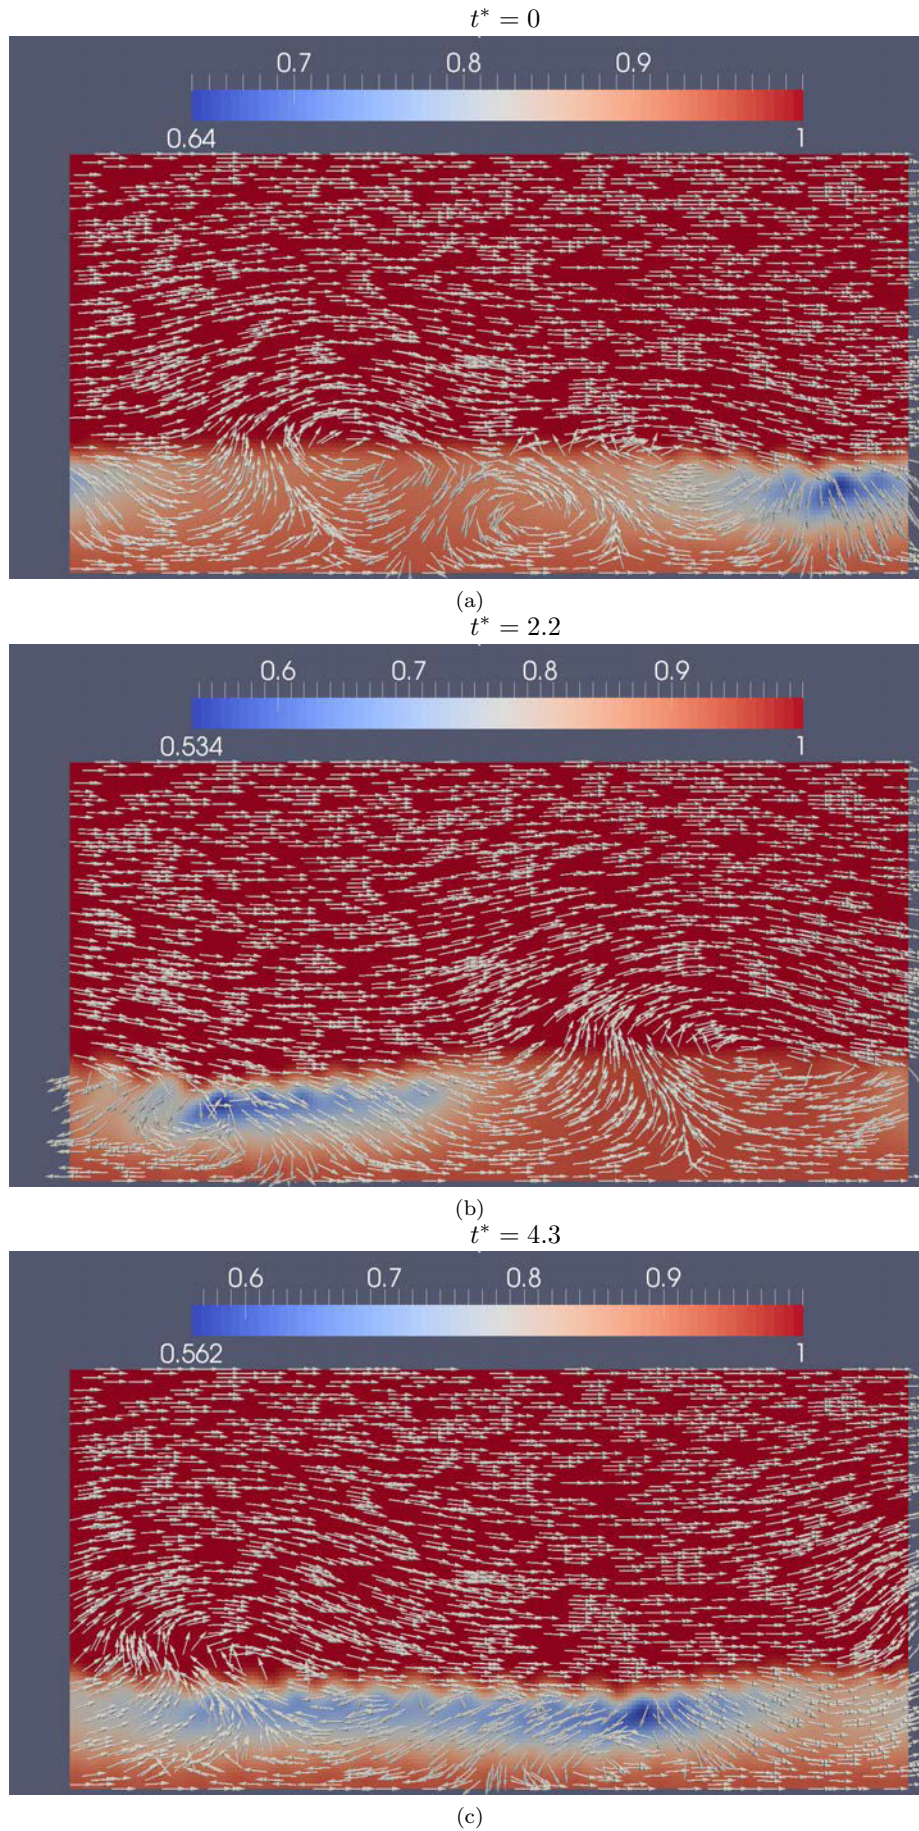 t* = 0
0.7 0.8 0.9
0.64 1
(a)
t* = 2.2
0.6 0.7 0.8 0.9
0.534 1
(b)
t* = 4.3
0.6 0.7 0.8 0.9
0.562 1
(c)